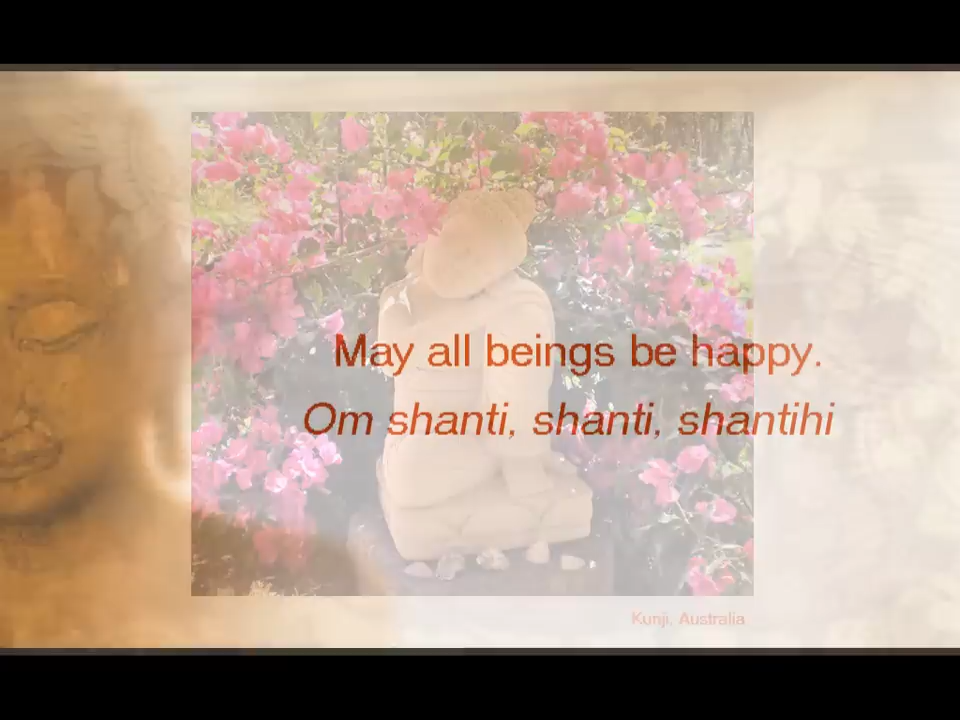 May all beings be happy.
Om shanti, shanti, shantihi
Kunji, Australia